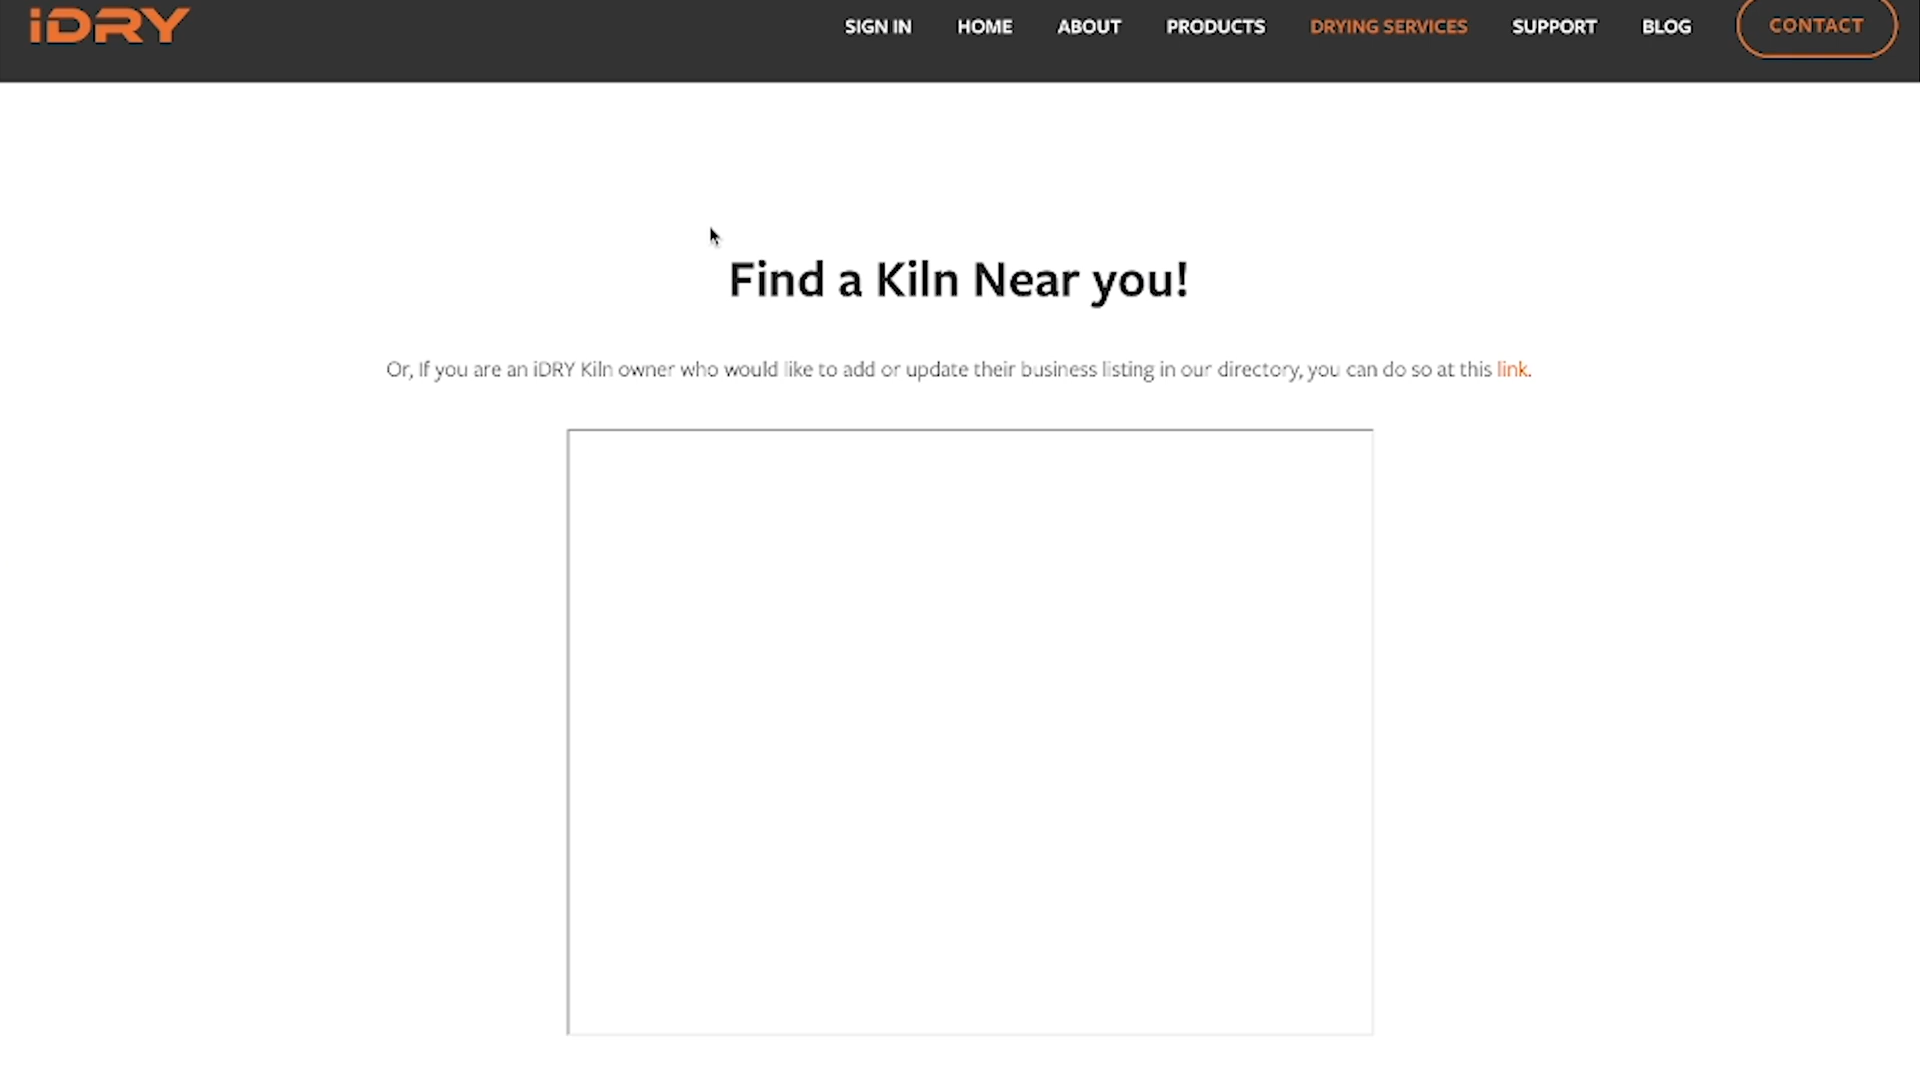 iDRY
SIGN IN HOME ABOUT PRODUCTS DRYING SERVICES SUPPORT BLOG CONTACT
Find a Kiln Near you!
Or, If you are an iDRY Kiln owner who would like to add or update their business listing in our directory, you can do so at this link.